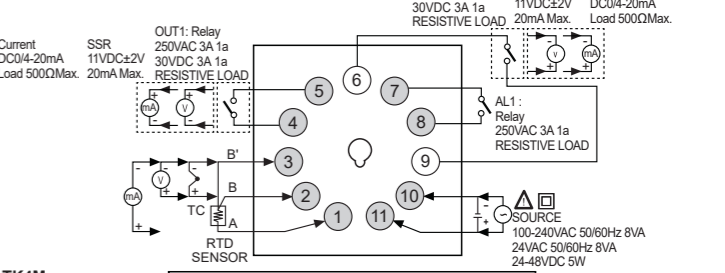 30VDC 3A 1a
RESISTIVE LOAD
11VDC±2V
20mA Max.
DC0/4-20mA
Load 500ΩMax.
Current
DC0/4-20mA
Load 500ΩMax.
SSR
11VDC±2V
20mA Max.
OUT1: Relay
250VAC 3A 1a
30VDC 3A 1a
RESISTIVE LOAD
- + mA
- + V
- + V
- + mA
5
4
6
7
8
9
3
2
1
10
11
AL1 :
Relay
250VAC 3A 1a
RESISTIVE LOAD
B'
B
A
mA
V
- +
- +
- +
TC
RTD
SENSOR
- +
SOURCE
100-240VAC 50/60Hz 8VA
24VAC 50/60Hz 8VA
24-48VDC 5W